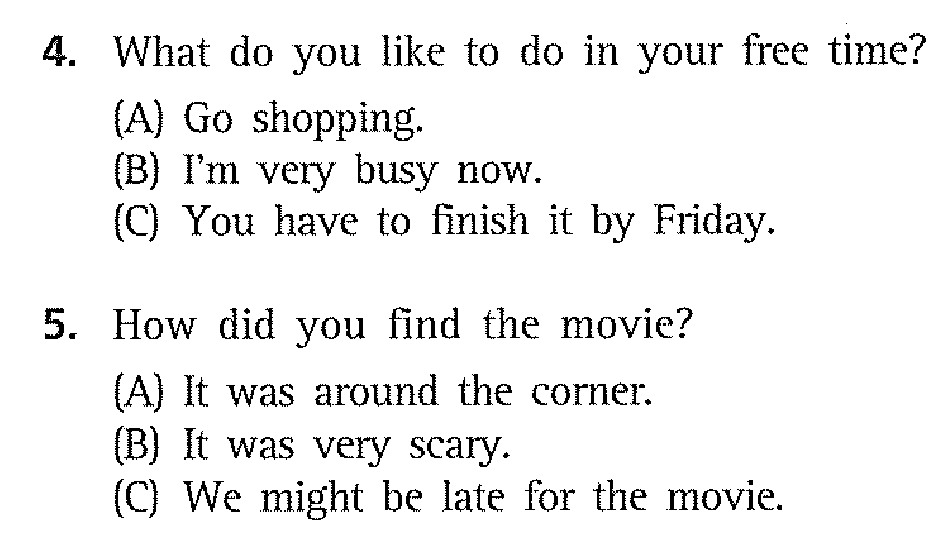 4. What do you like to do in your free time?
(A) Go shopping.
(B) I'm very busy now.
(C) You have to finish it by Friday.
5. How did you find the movie?
(A) It was around the corner.
(B) It was very scary.
(C) We might be late for the movie.